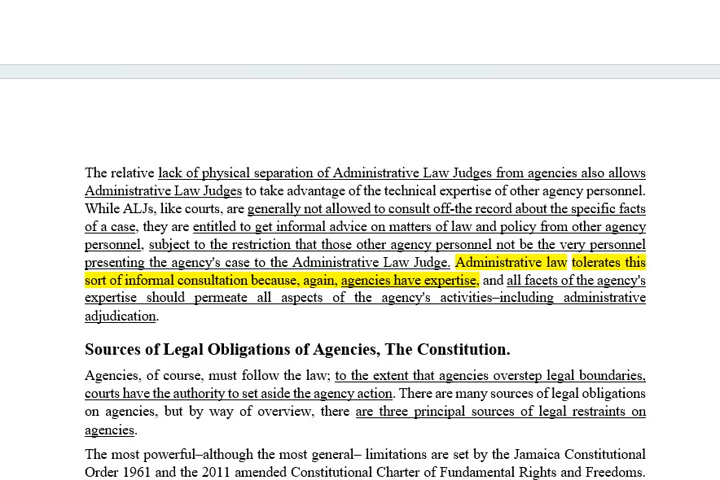 The relative lack of physical separation of Administrative Law Judges from agencies also allows
Administrative Law Judges to take advantage of the technical expertise of other agency personnel.
While ALJs, like courts, are generally not allowed to consult off-the record about the specific facts
of a case, they are entitled to get informal advice on matters of law and policy from other agency
personnel, subject to the restriction that those other agency personnel not be the very personnel
presenting the agency's case to the Administrative Law Judge. Administrative law tolerates this
sort of informal consultation because, again, agencies have expertise, and all facets of the agency's
expertise should permeate all aspects of the agency's activities–including administrative
adjudication.
Sources of Legal Obligations of Agencies, The Constitution.
Agencies, of course, must follow the law; to the extent that agencies overstep legal boundaries,
courts have the authority to set aside the agency action. There are many sources of legal obligations
on agencies, but by way of overview, there are three principal sources of legal restraints on
agencies.
The most powerful–although the most general– limitations are set by the Jamaica Constitutional
Order 1961 and the 2011 amended Constitutional Charter of Fundamental Rights and Freedoms.